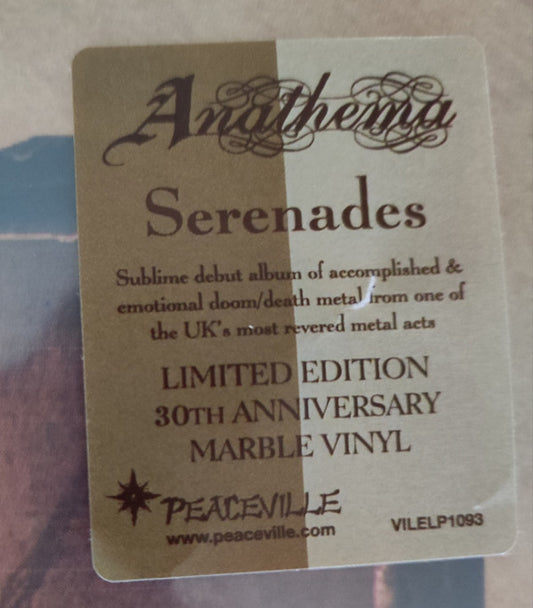 Anathema
Serenades
Sublime debut album of accomplished &
emotional doom/death metal from one of
the UK's most revered metal acts
LIMITED EDITION
30TH ANNIVERSARY
MARBLE VINYL
PEACEVILLE
www.peaceville.com
VILELP1093